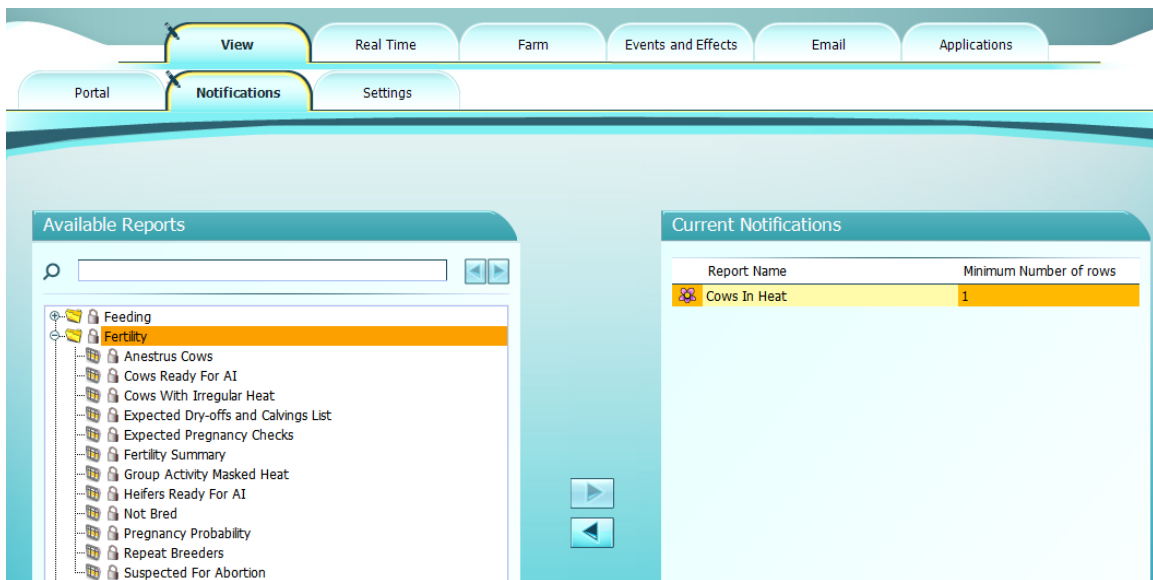 View Real Time Farm Events and Effects Email Applications
Portal Notifications Settings
Available Reports
Current Notifications
Report Name Minimum Number of rows
Cows In Heat 1
Feeding
Fertility
Anestrus Cows
Cows Ready For AI
Cows With Irregular Heat
Expected Dry-offs and Calvings List
Expected Pregnancy Checks
Fertility Summary
Group Activity Masked Heat
Heifers Ready For AI
Not Bred
Pregnancy Probability
Repeat Breeders
Suspected For Abortion